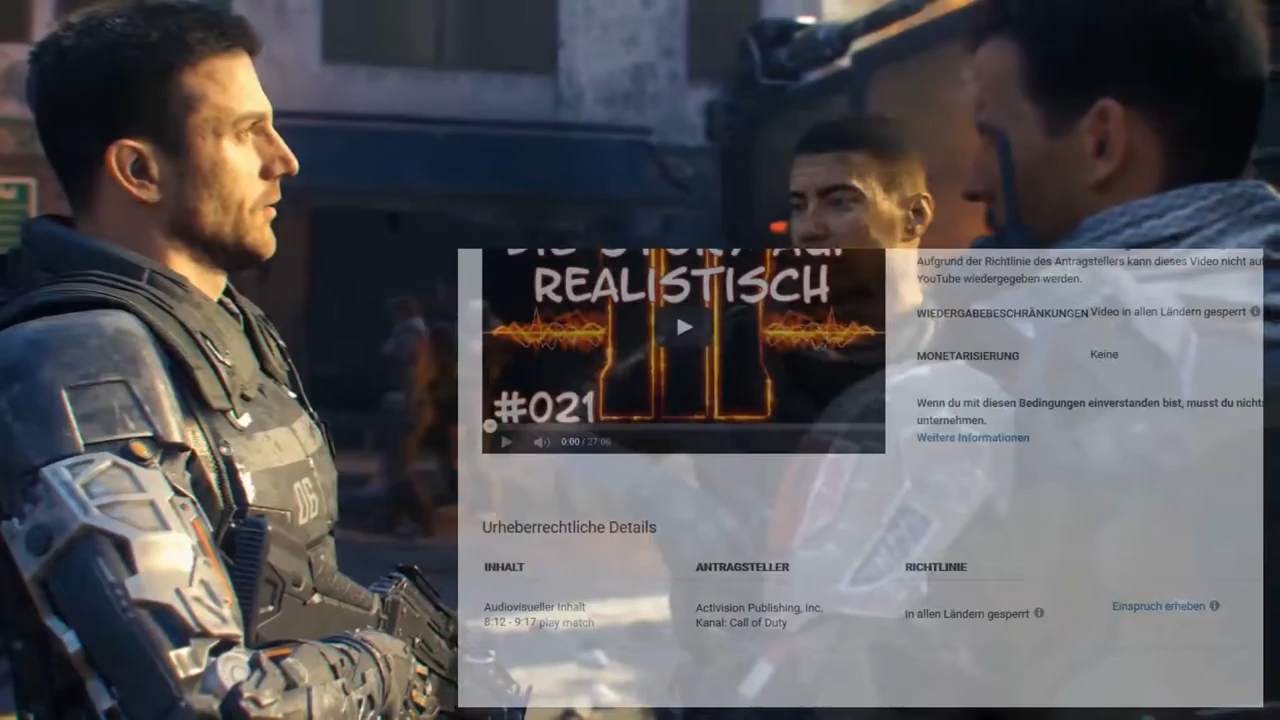 DIE STORY AUF
REALISTISCH
#021
0:00 / 27:06
Aufgrund der Richtlinie des Antragstellers kann dieses Video nicht auf
YouTube wiedergegeben werden.
WIEDERGABEBESCHRÄNKUNGEN Video in allen Ländern gesperrt
MONETARISIERUNG Keine
Wenn du mit diesen Bedingungen einverstanden bist, musst du nichts
unternehmen.
Weitere Informationen
Urheberrechtliche Details
INHALT ANTRAGSTELLER RICHTLINIE
Audiovisueller Inhalt
8:12 - 9:17 play match
Activision Publishing, Inc.
Kanal: Call of Duty
In allen Ländern gesperrt
Einspruch erheben
06